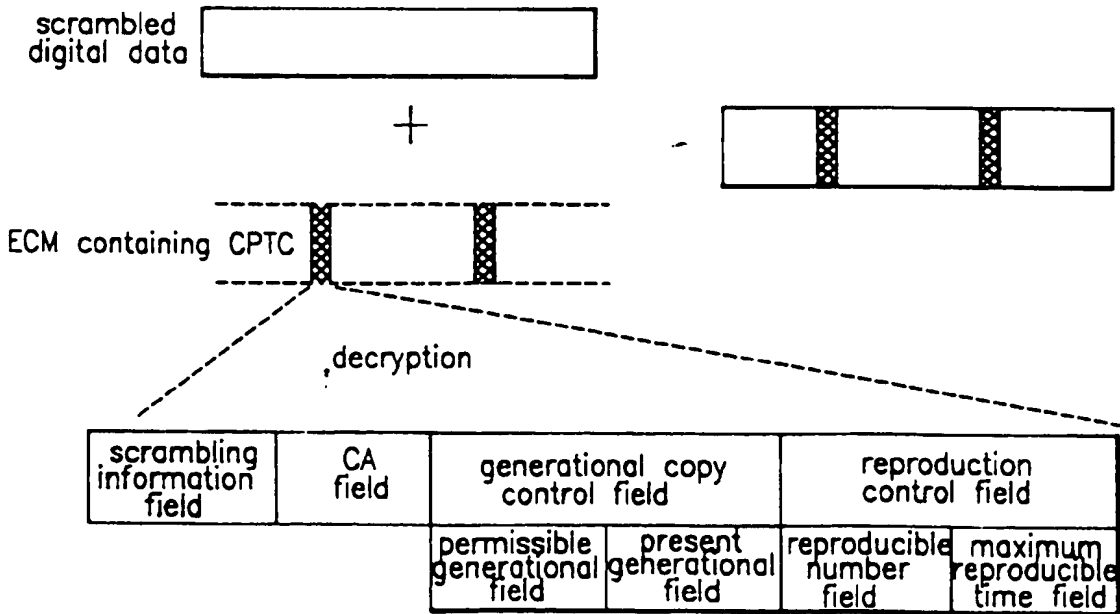 scrambled
digital data
+
ECM containing CPTC
decryption
scrambling
information
field
CA
field
generational copy
control field
reproduction
control field
permissible
generational
field
present
generational
field
reproducible
number
field
maximum
reproducible
time field